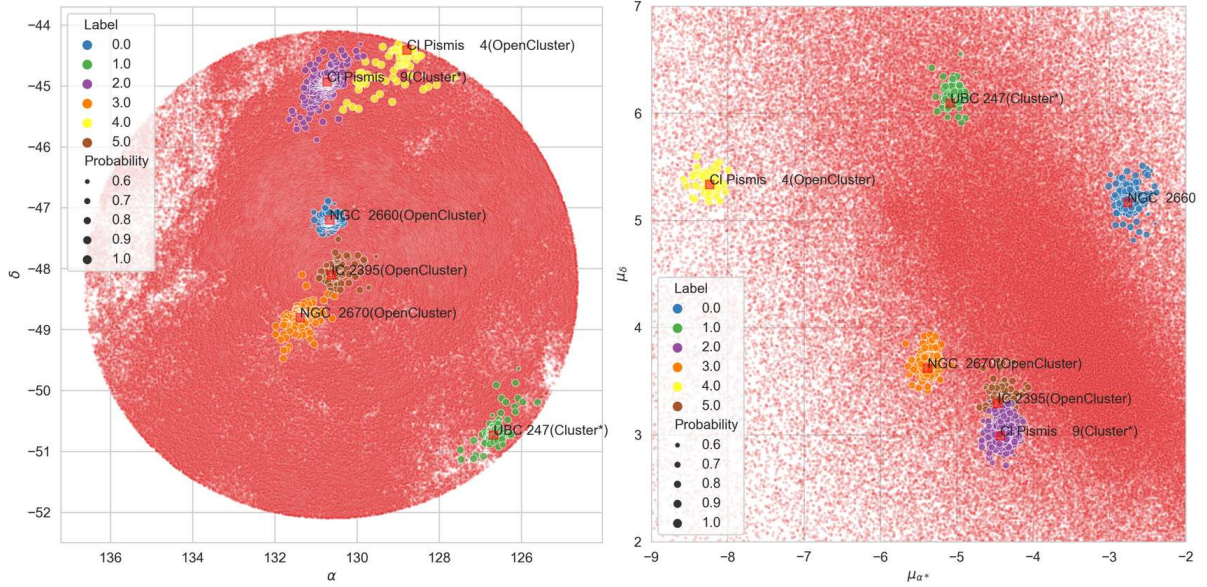 -44
-45
-46
-47
-48
-49
-50
-51
-52
δ
Label
0.0
1.0
2.0
3.0
4.0
5.0
Probability
0.6
0.7
0.8
0.9
1.0
Cl Pismis 4(OpenCluster)
Cl Pismis 9(Cluster*)
NGC 2660(OpenCluster)
IC 2395(OpenCluster)
NGC 2670(OpenCluster)
UBC 247(Cluster*)
136 134 132 130 128 126
α
7
6
5
4
3
2
μδ
UBC 247(Cluster*)
Cl Pismis 4(OpenCluster)
NGC 2660
NGC 2670(OpenCluster)
IC 2395(OpenCluster)
Cl Pismis 9(Cluster*)
Label
0.0
1.0
2.0
3.0
4.0
5.0
Probability
0.6
0.7
0.8
0.9
1.0
−9 −8 −7 −6 −5 −4 −3 −2
μα*